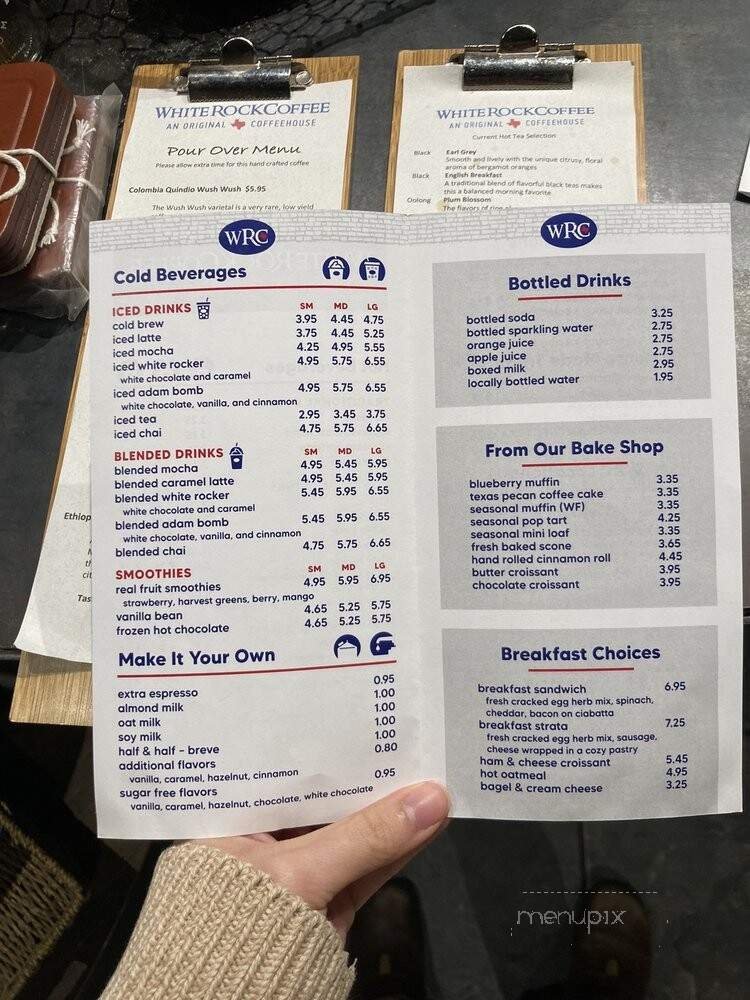 WHITE ROCK COFFEE
AN ORIGINAL COFFEEHOUSE
Pour Over Menu
Please allow extra time for this hand crafted coffee
Colombia Quindio Wush Wush $5.95
The Wush Wush varietal is a very rare, low yield
WHITE ROCK COFFEE
AN ORIGINAL COFFEEHOUSE
Current Hot Tea Selection
Black Earl Grey
Smooth and lively with the unique citrusy, floral
aroma of bergamot oranges
Black English Breakfast
A traditional blend of flavorful black teas makes
this a balanced morning favorite.
Oolong Plum Blossom
The flavors of ripe
Ethiop
Tas
WRC
Cold Beverages
ICED DRINKS SM MD LG
cold brew 3.95 4.45 4.75
iced latte 3.75 4.45 5.25
iced mocha 4.25 4.95 5.55
iced white rocker 4.95 5.75 6.55
white chocolate and caramel
iced adam bomb 4.95 5.75 6.55
white chocolate, vanilla, and cinnamon
iced tea 2.95 3.45 3.75
iced chai 4.75 5.75 6.65
BLENDED DRINKS SM MD LG
blended mocha 4.95 5.45 5.95
blended caramel latte 4.95 5.45 5.95
blended white rocker 5.45 5.95 6.55
white chocolate and caramel
blended adam bomb 5.45 5.95 6.55
white chocolate, vanilla, and cinnamon
blended chai 4.75 5.75 6.65
SMOOTHIES SM MD LG
real fruit smoothies 4.95 5.95 6.95
strawberry, harvest greens, berry, mango
vanilla bean 4.65 5.25 5.75
frozen hot chocolate 4.65 5.25 5.75
Make It Your Own
extra espresso 0.95
almond milk 1.00
oat milk 1.00
soy milk 1.00
half & half - breve 1.00
additional flavors 0.80
vanilla, caramel, hazelnut, cinnamon
sugar free flavors 0.95
vanilla, caramel, hazelnut, chocolate, white chocolate
WRC
Bottled Drinks
bottled soda 3.25
bottled sparkling water 2.75
orange juice 2.75
apple juice 2.75
boxed milk 2.95
locally bottled water 1.95
From Our Bake Shop
blueberry muffin 3.35
texas pecan coffee cake 3.35
seasonal muffin (WF) 3.35
seasonal pop tart 4.25
seasonal mini loaf 3.35
fresh baked scone 3.65
hand rolled cinnamon roll 4.45
butter croissant 3.95
chocolate croissant 3.95
Breakfast Choices
breakfast sandwich 6.95
fresh cracked egg herb mix, spinach,
cheddar, bacon on ciabatta
breakfast strata 7.25
fresh cracked egg herb mix, sausage,
cheese wrapped in a cozy pastry
ham & cheese croissant 5.45
hot oatmeal 4.95
bagel & cream cheese 3.25
menupix